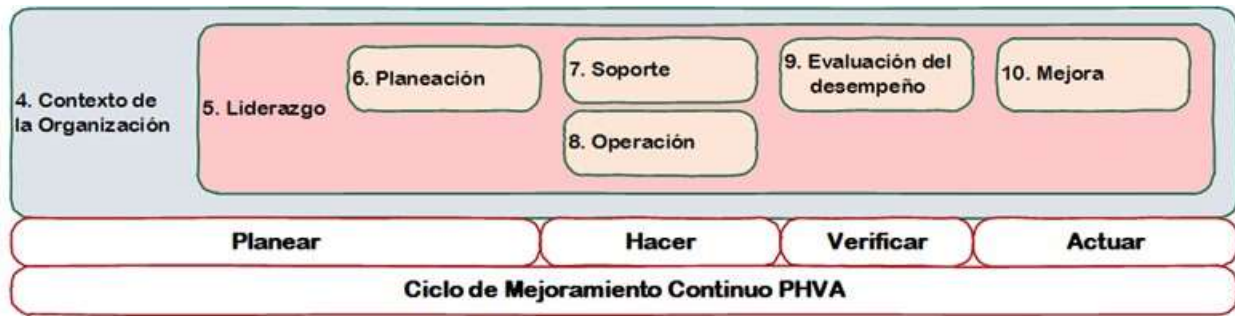 4. Contexto de
la Organización
5. Liderazgo
6. Planeación
7. Soporte
8. Operación
9. Evaluación del
desempeño
10. Mejora
Planear
Hacer
Verificar
Actuar
Ciclo de Mejoramiento Continuo PHVA